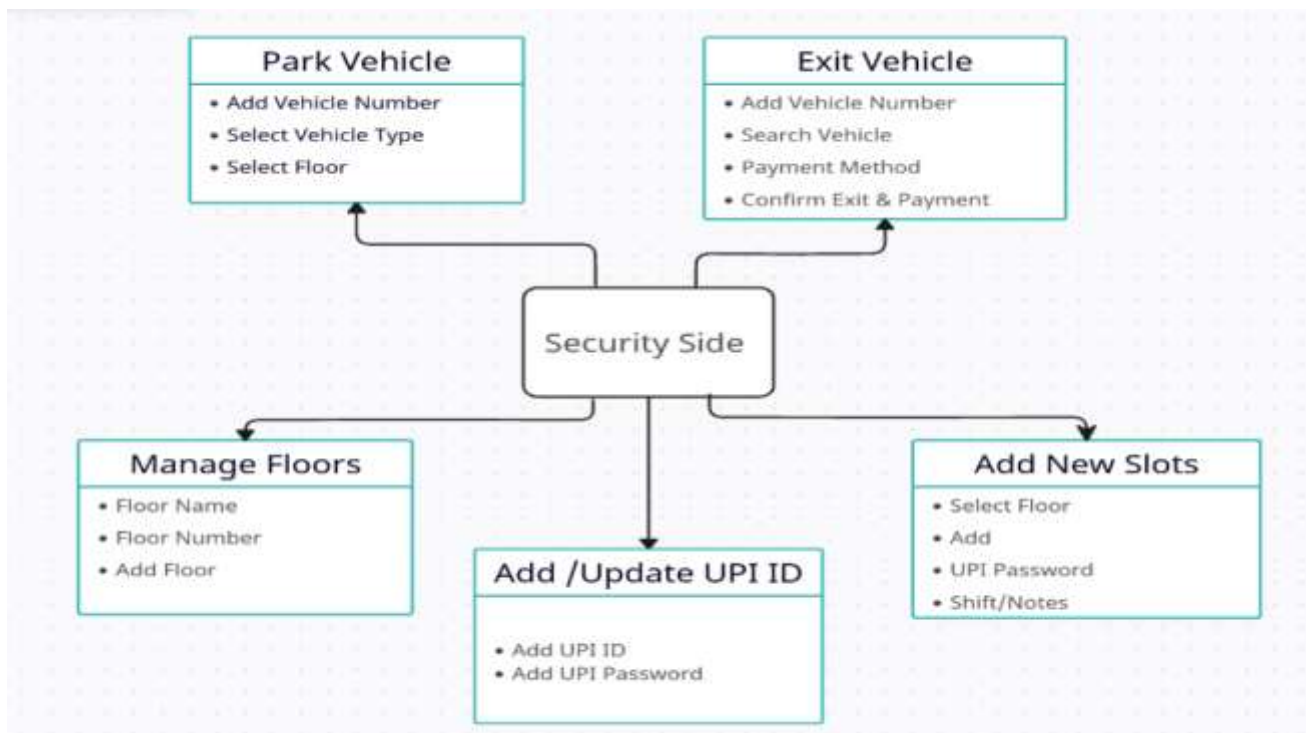 Park Vehicle
• Add Vehicle Number
• Select Vehicle Type
• Select Floor
Exit Vehicle
• Add Vehicle Number
• Search Vehicle
• Payment Method
• Confirm Exit & Payment
Security Side
Manage Floors
• Floor Name
• Floor Number
• Add Floor
Add /Update UPI ID
• Add UPI ID
• Add UPI Password
Add New Slots
• Select Floor
• Add
• UPI Password
• Shift/Notes